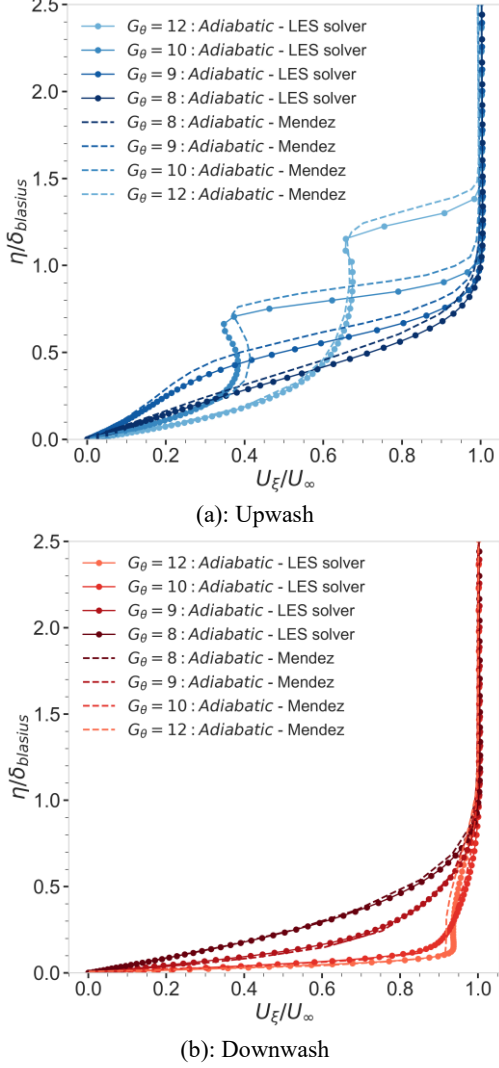 2.5
2.0
1.5
1.0
0.5
0.0
η/δ_blasius
G_θ = 12 : Adiabatic - LES solver
G_θ = 10 : Adiabatic - LES solver
G_θ = 9 : Adiabatic - LES solver
G_θ = 8 : Adiabatic - LES solver
G_θ = 8 : Adiabatic - Mendez
G_θ = 9 : Adiabatic - Mendez
G_θ = 10 : Adiabatic - Mendez
G_θ = 12 : Adiabatic - Mendez
0.0 0.2 0.4 0.6 0.8 1.0
U_ξ/U_∞
(a): Upwash
2.5
2.0
1.5
1.0
0.5
0.0
η/δ_blasius
G_θ = 12 : Adiabatic - LES solver
G_θ = 10 : Adiabatic - LES solver
G_θ = 9 : Adiabatic - LES solver
G_θ = 8 : Adiabatic - LES solver
G_θ = 8 : Adiabatic - Mendez
G_θ = 9 : Adiabatic - Mendez
G_θ = 10 : Adiabatic - Mendez
G_θ = 12 : Adiabatic - Mendez
0.0 0.2 0.4 0.6 0.8 1.0
U_ξ/U_∞
(b): Downwash